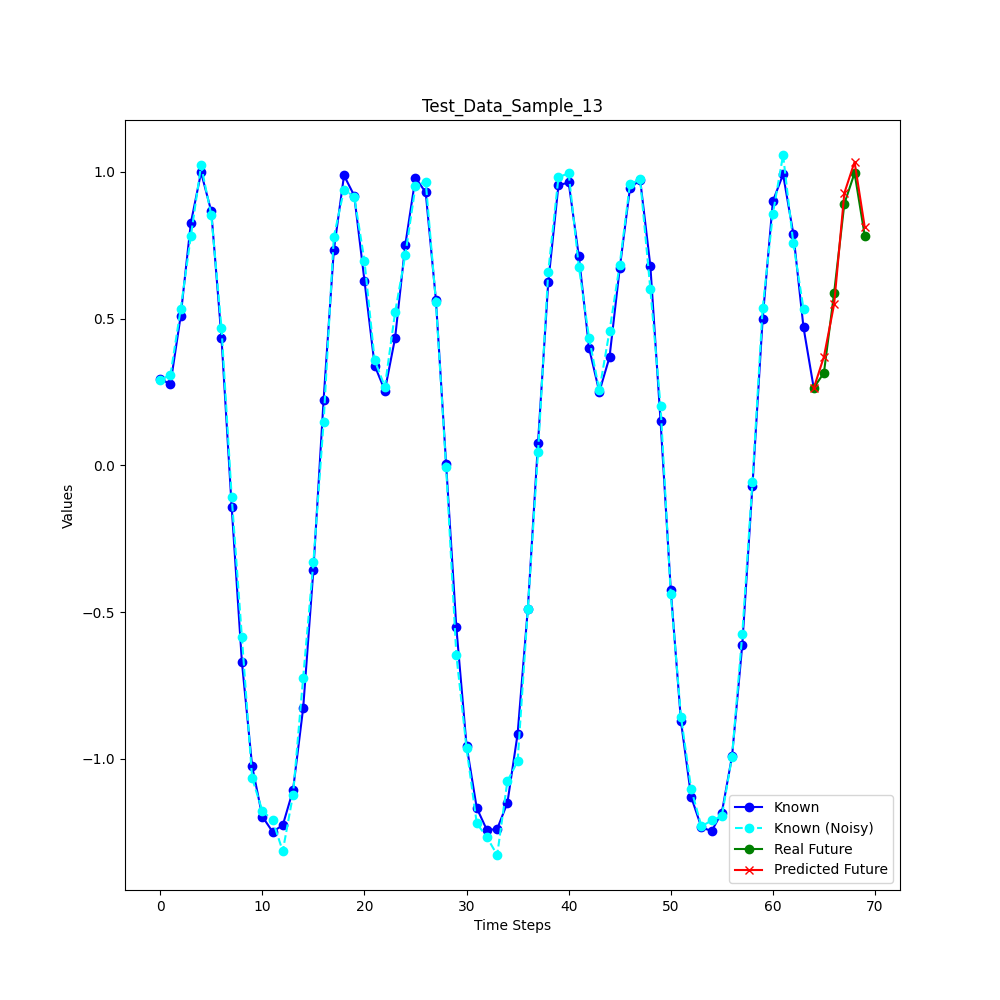 Test_Data_Sample_13
1.0
0.5
0.0
−0.5
−1.0
Values
0 10 20 30 40 50 60 70
Time Steps
Known
Known (Noisy)
Real Future
Predicted Future